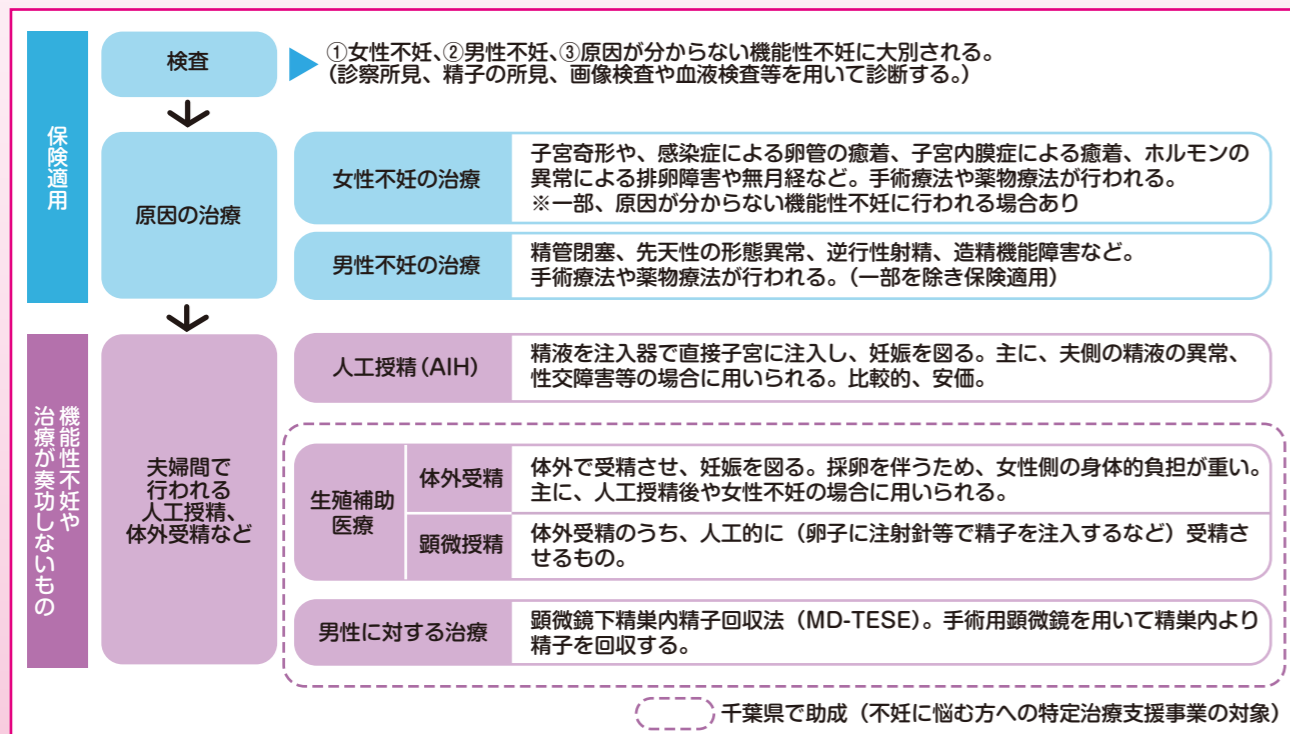 保険適用
検査
①女性不妊、②男性不妊、③原因が分からない機能性不妊に大別される。
(診察所見、精子の所見、画像検査や血液検査等を用いて診断する。)
原因の治療
女性不妊の治療
子宮奇形や、感染症による卵管の癒着、子宮内膜症による癒着、ホルモンの
異常による排卵障害や無月経など。手術療法や薬物療法が行われる。
※一部、原因が分からない機能性不妊に行われる場合あり
男性不妊の治療
精管閉塞、先天性の形態異常、逆行性射精、造精機能障害など。
手術療法や薬物療法が行われる。(一部を除き保険適用)
機能性不妊や
治療が奏功しないもの
夫婦間で
行われる
人工授精、
体外受精など
人工授精(AIH)
精液を注入器で直接子宮に注入し、妊娠を図る。主に、夫側の精液の異常、
性交障害等の場合に用いられる。比較的、安価。
生殖補助
医療
体外受精
体外で受精させ、妊娠を図る。採卵を伴うため、女性側の身体的負担が重い。
主に、人工授精後や女性不妊の場合に用いられる。
顕微授精
体外受精のうち、人工的に(卵子に注射針等で精子を注入するなど)受精さ
せるもの。
男性に対する治療
顕微鏡下精巣内精子回収法(MD-TESE)。手術用顕微鏡を用いて精巣内より
精子を回収する。
千葉県で助成(不妊に悩む方への特定治療支援事業の対象)